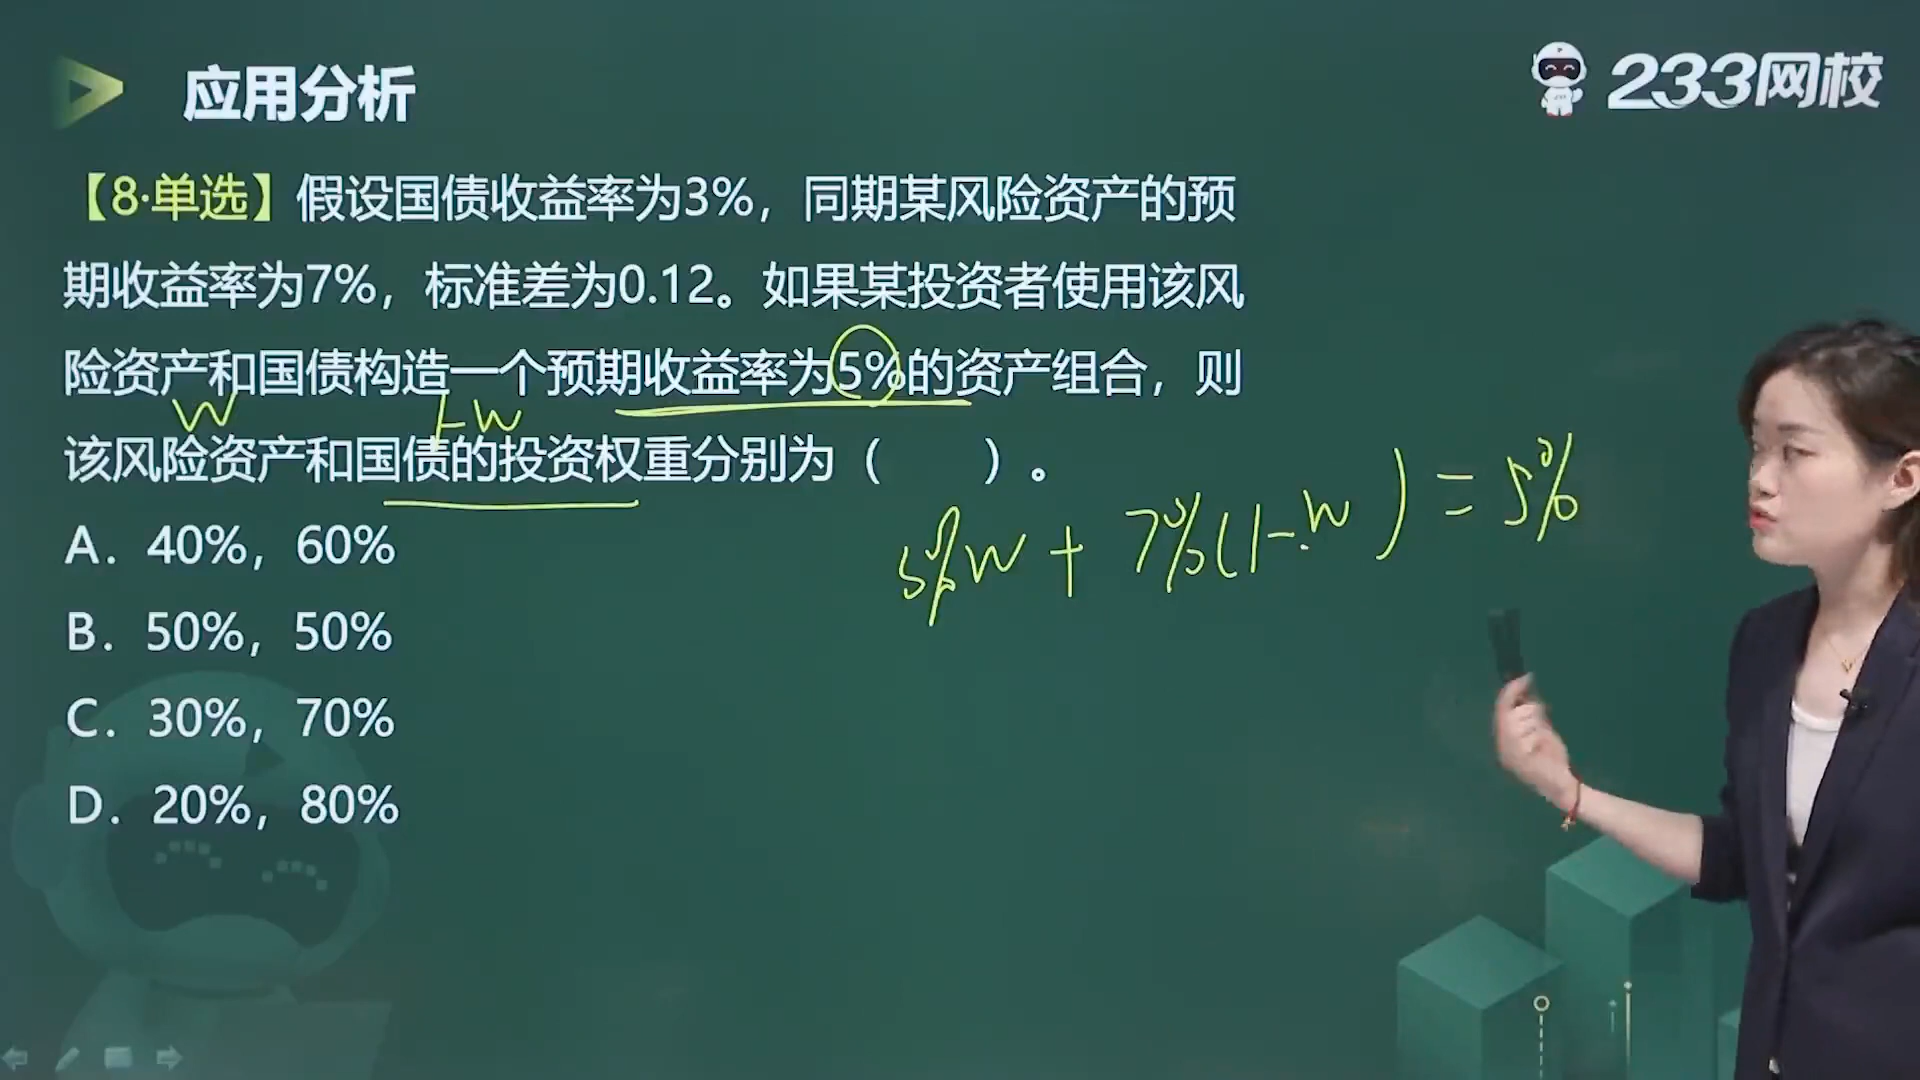 应用分析
233网校
【8·单选】假设国债收益率为3%，同期某风险资产的预
期收益率为7%，标准差为0.12。如果某投资者使用该风
险资产和国债构造一个预期收益率为5%的资产组合，则
W 1-W
该风险资产和国债的投资权重分别为（ ）。
5%W + 7%(1-W) = 5%
A. 40%，60%
B. 50%，50%
C. 30%，70%
D. 20%，80%